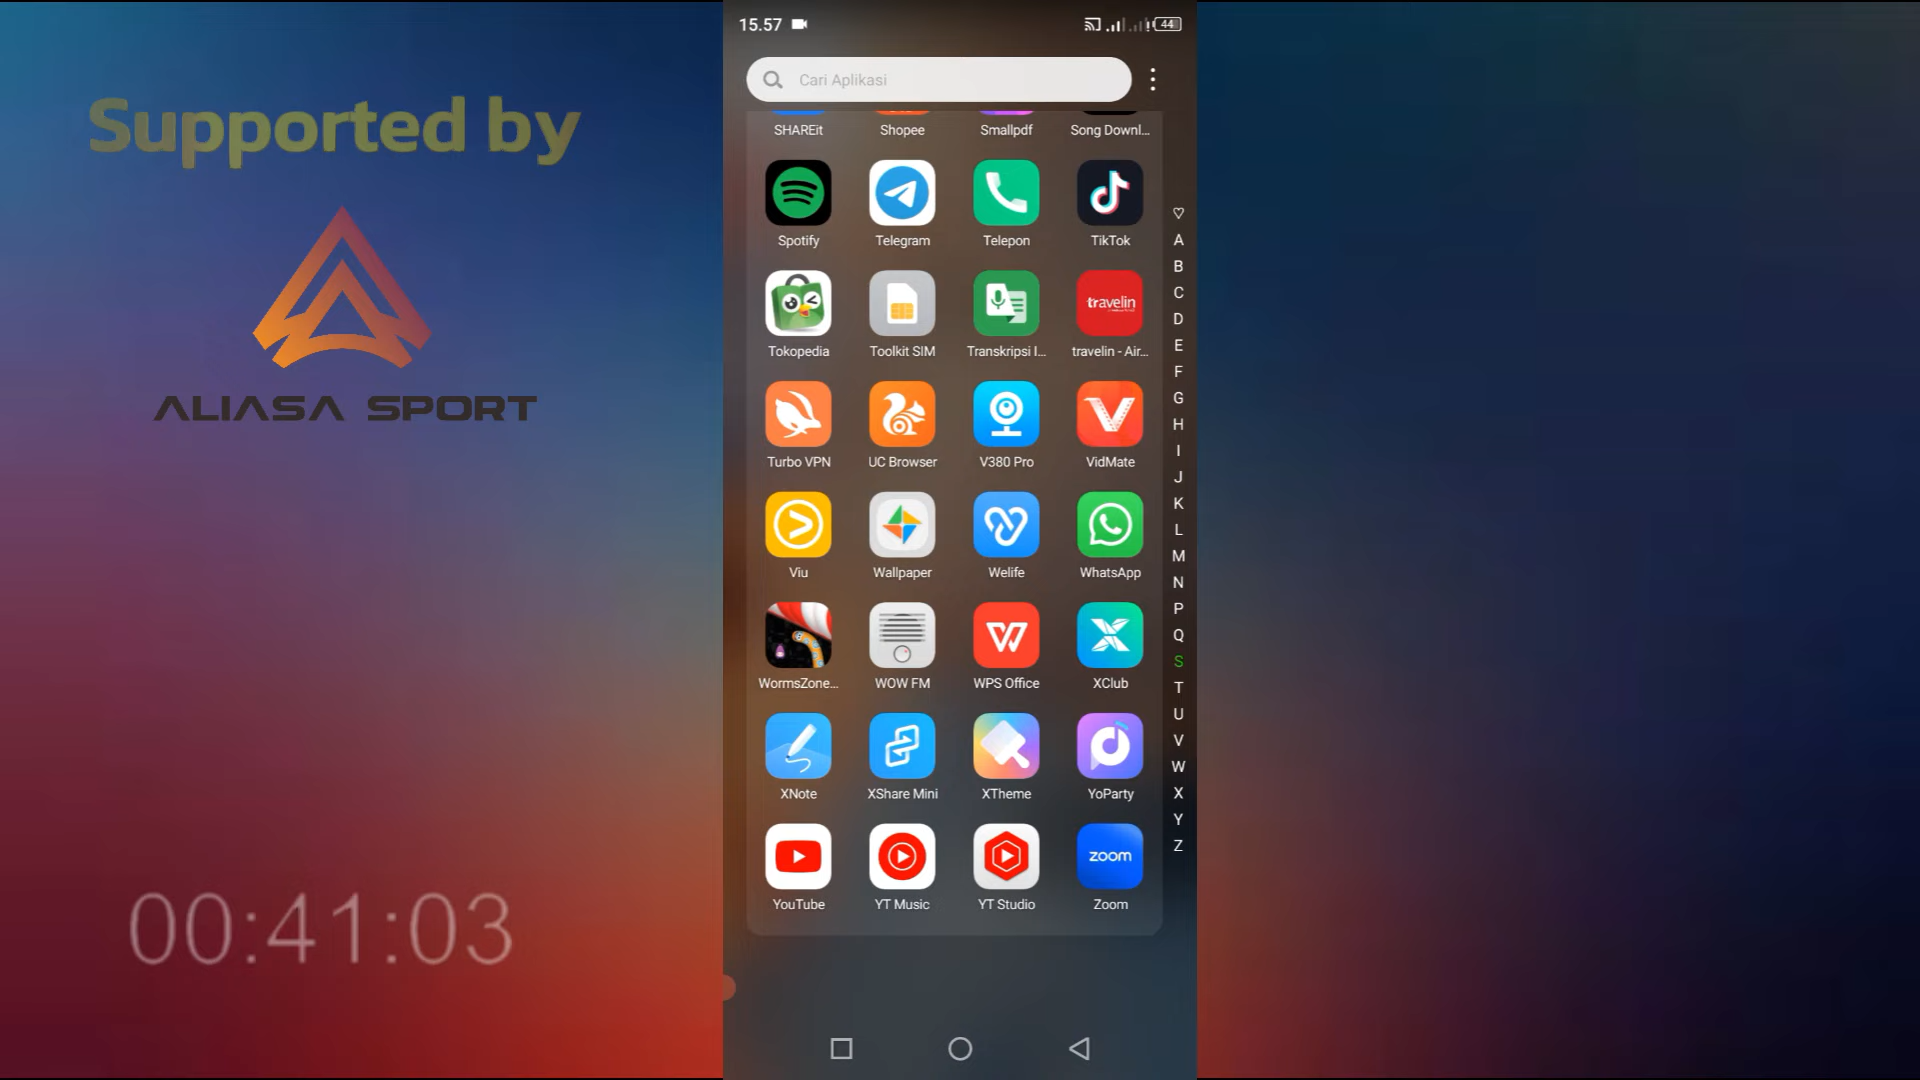 Supported by
ALIASA SPORT
00:41:03
15.57
44
Cari Aplikasi
SHAREit Shopee Smallpdf Song Downl...
Spotify Telegram Telepon TikTok
travelin
Tokopedia Toolkit SIM Transkripsi I... travelin - Air...
Turbo VPN UC Browser V380 Pro VidMate
Viu Wallpaper Welife WhatsApp
WormsZone... WOW FM WPS Office XClub
XNote XShare Mini XTheme YoParty
zoom
YouTube YT Music YT Studio Zoom
A
B
C
D
E
F
G
H
I
J
K
L
M
N
P
Q
S
T
U
V
W
X
Y
Z